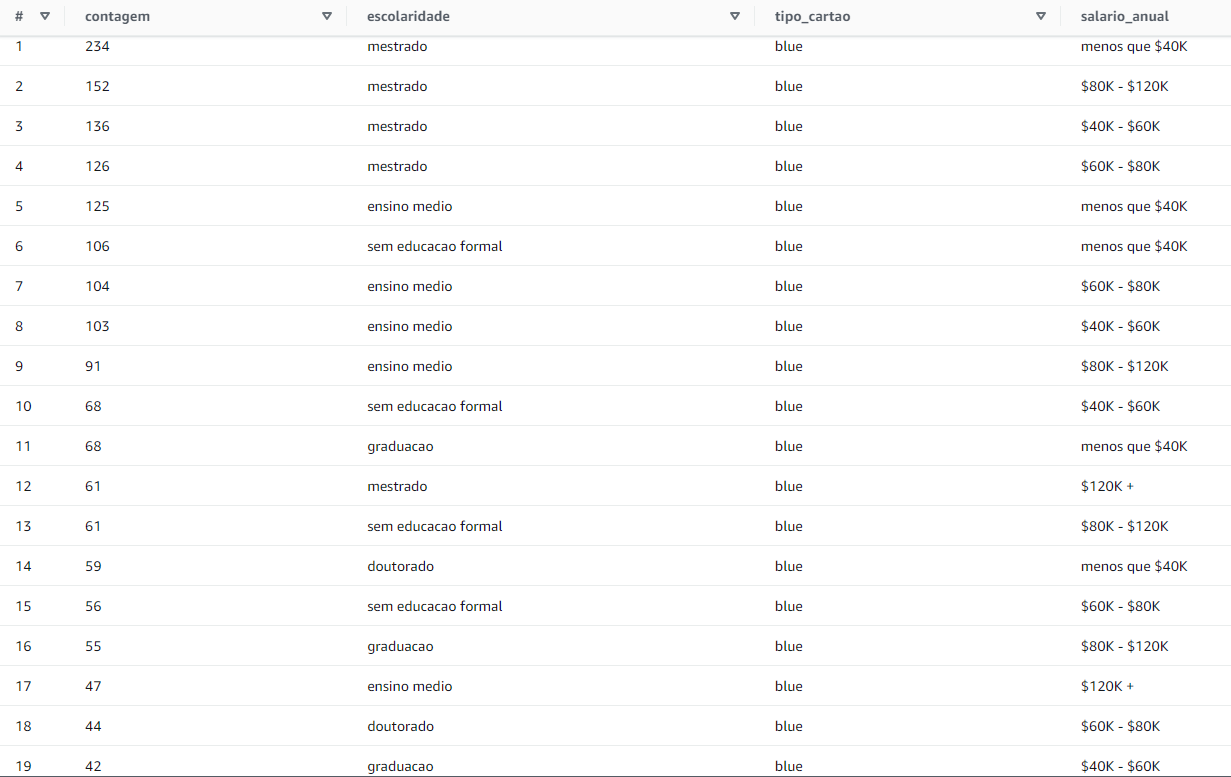 # contagem escolaridade tipo_cartao salario_anual
1 234 mestrado blue menos que $40K
2 152 mestrado blue $80K - $120K
3 136 mestrado blue $40K - $60K
4 126 mestrado blue $60K - $80K
5 125 ensino medio blue menos que $40K
6 106 sem educacao formal blue menos que $40K
7 104 ensino medio blue $60K - $80K
8 103 ensino medio blue $40K - $60K
9 91 ensino medio blue $80K - $120K
10 68 sem educacao formal blue $40K - $60K
11 68 graduacao blue menos que $40K
12 61 mestrado blue $120K +
13 61 sem educacao formal blue $80K - $120K
14 59 doutorado blue menos que $40K
15 56 sem educacao formal blue $60K - $80K
16 55 graduacao blue $80K - $120K
17 47 ensino medio blue $120K +
18 44 doutorado blue $60K - $80K
19 42 graduacao blue $40K - $60K